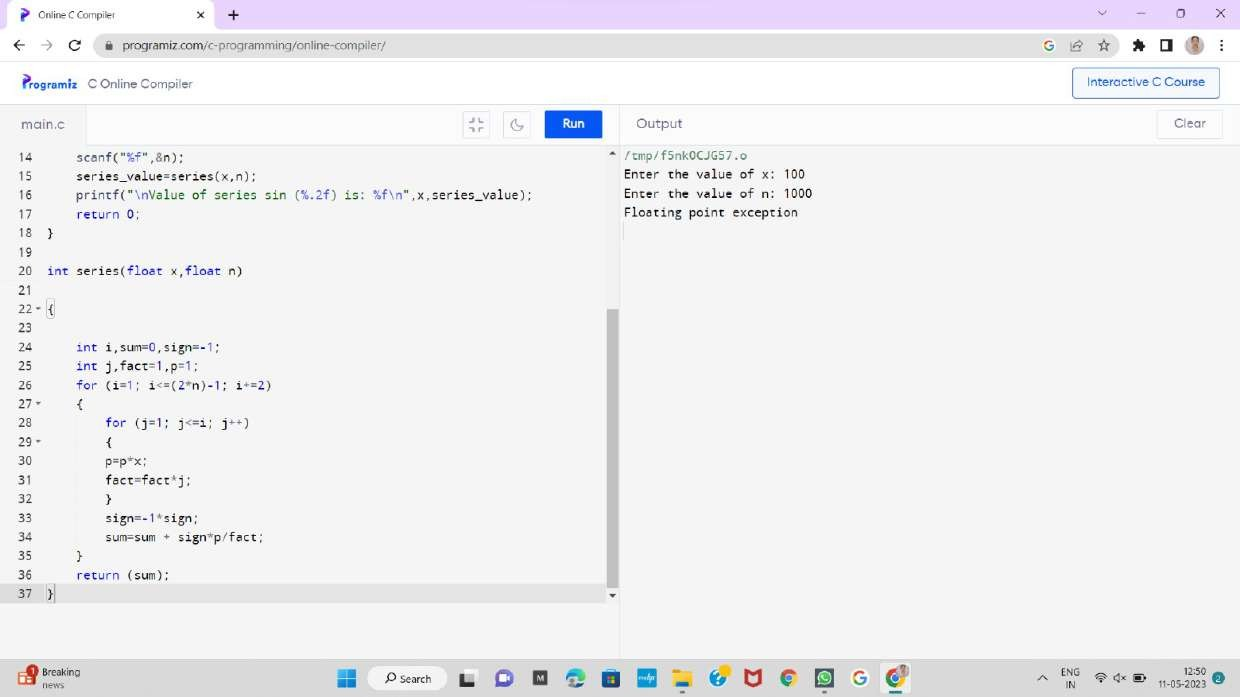 Online C Compiler
programiz.com/c-programming/online-compiler/
Programiz C Online Compiler
Interactive C Course
main.c
Run
Output
Clear
14 scanf("%f",&n);
15 series_value=series(x,n);
16 printf("\nValue of series sin (%.2f) is: %f\n",x,series_value);
17 return 0;
18 }
19
20 int series(float x,float n)
21
22 {
23
24 int i,sum=0,sign=-1;
25 int j,fact=1,p=1;
26 for (i=1; i<=(2*n)-1; i+=2)
27 {
28 for (j=1; j<=i; j++)
29 {
30 p=p*x;
31 fact=fact*j;
32 }
33 sign=-1*sign;
34 sum=sum + sign*p/fact;
35 }
36 return (sum);
37 }
/tmp/f5nkOCJG57.o
Enter the value of x: 100
Enter the value of n: 1000
Floating point exception
1
Breaking
news
Search
M
ENG
IN
12:50
11-05-2023
2